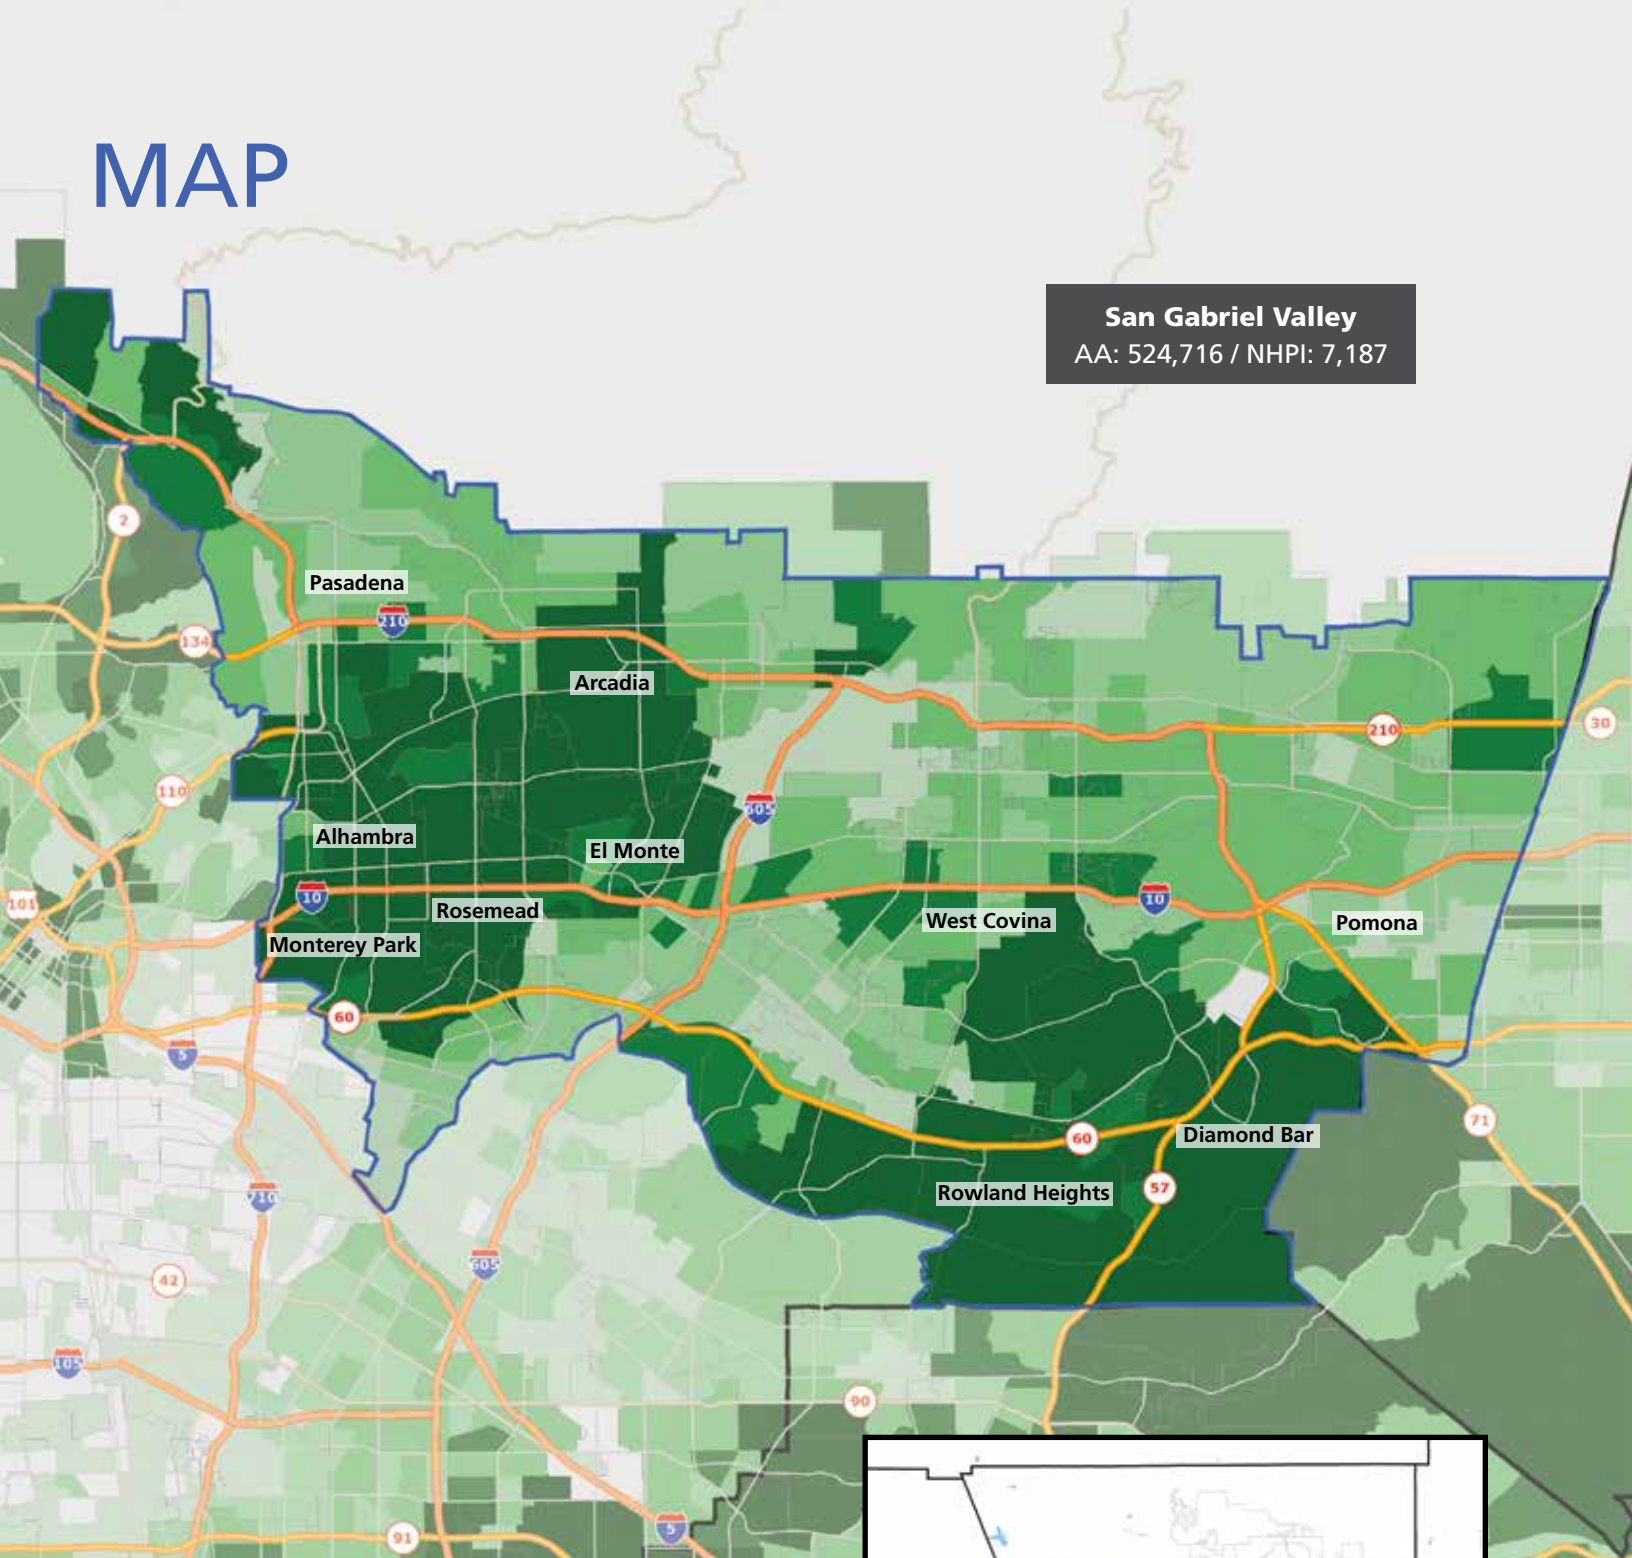 MAP
San Gabriel Valley
AA: 524,716 / NHPI: 7,187
2
Pasadena
210
134
Arcadia
210
30
110
605
Alhambra
El Monte
101
10
10
Rosemead
West Covina
Pomona
Monterey Park
60
5
71
60
Diamond Bar
57
Rowland Heights
710
605
42
105
90
91
5